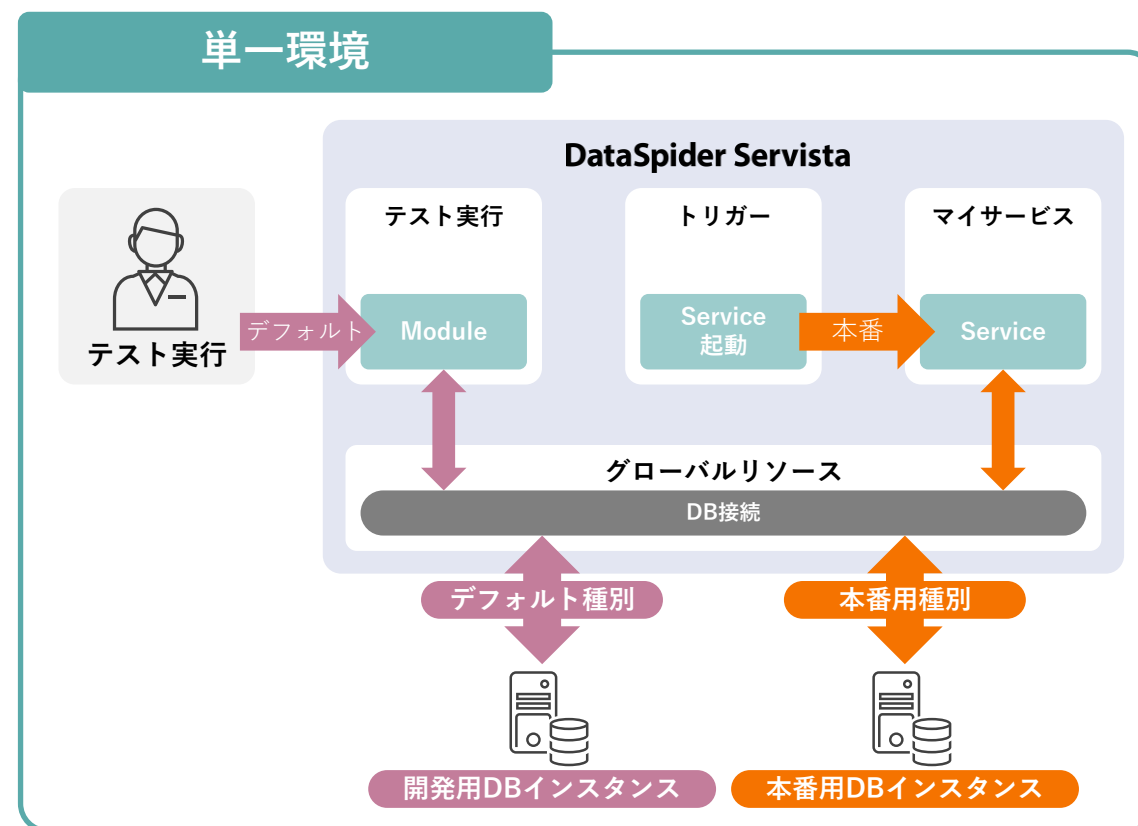 単一環境
DataSpider Servista
テスト実行
トリガー
マイサービス
テスト実行
デフォルト
Module
Service
起動
本番
Service
グローバルリソース
DB接続
デフォルト種別
本番用種別
開発用DBインスタンス
本番用DBインスタンス